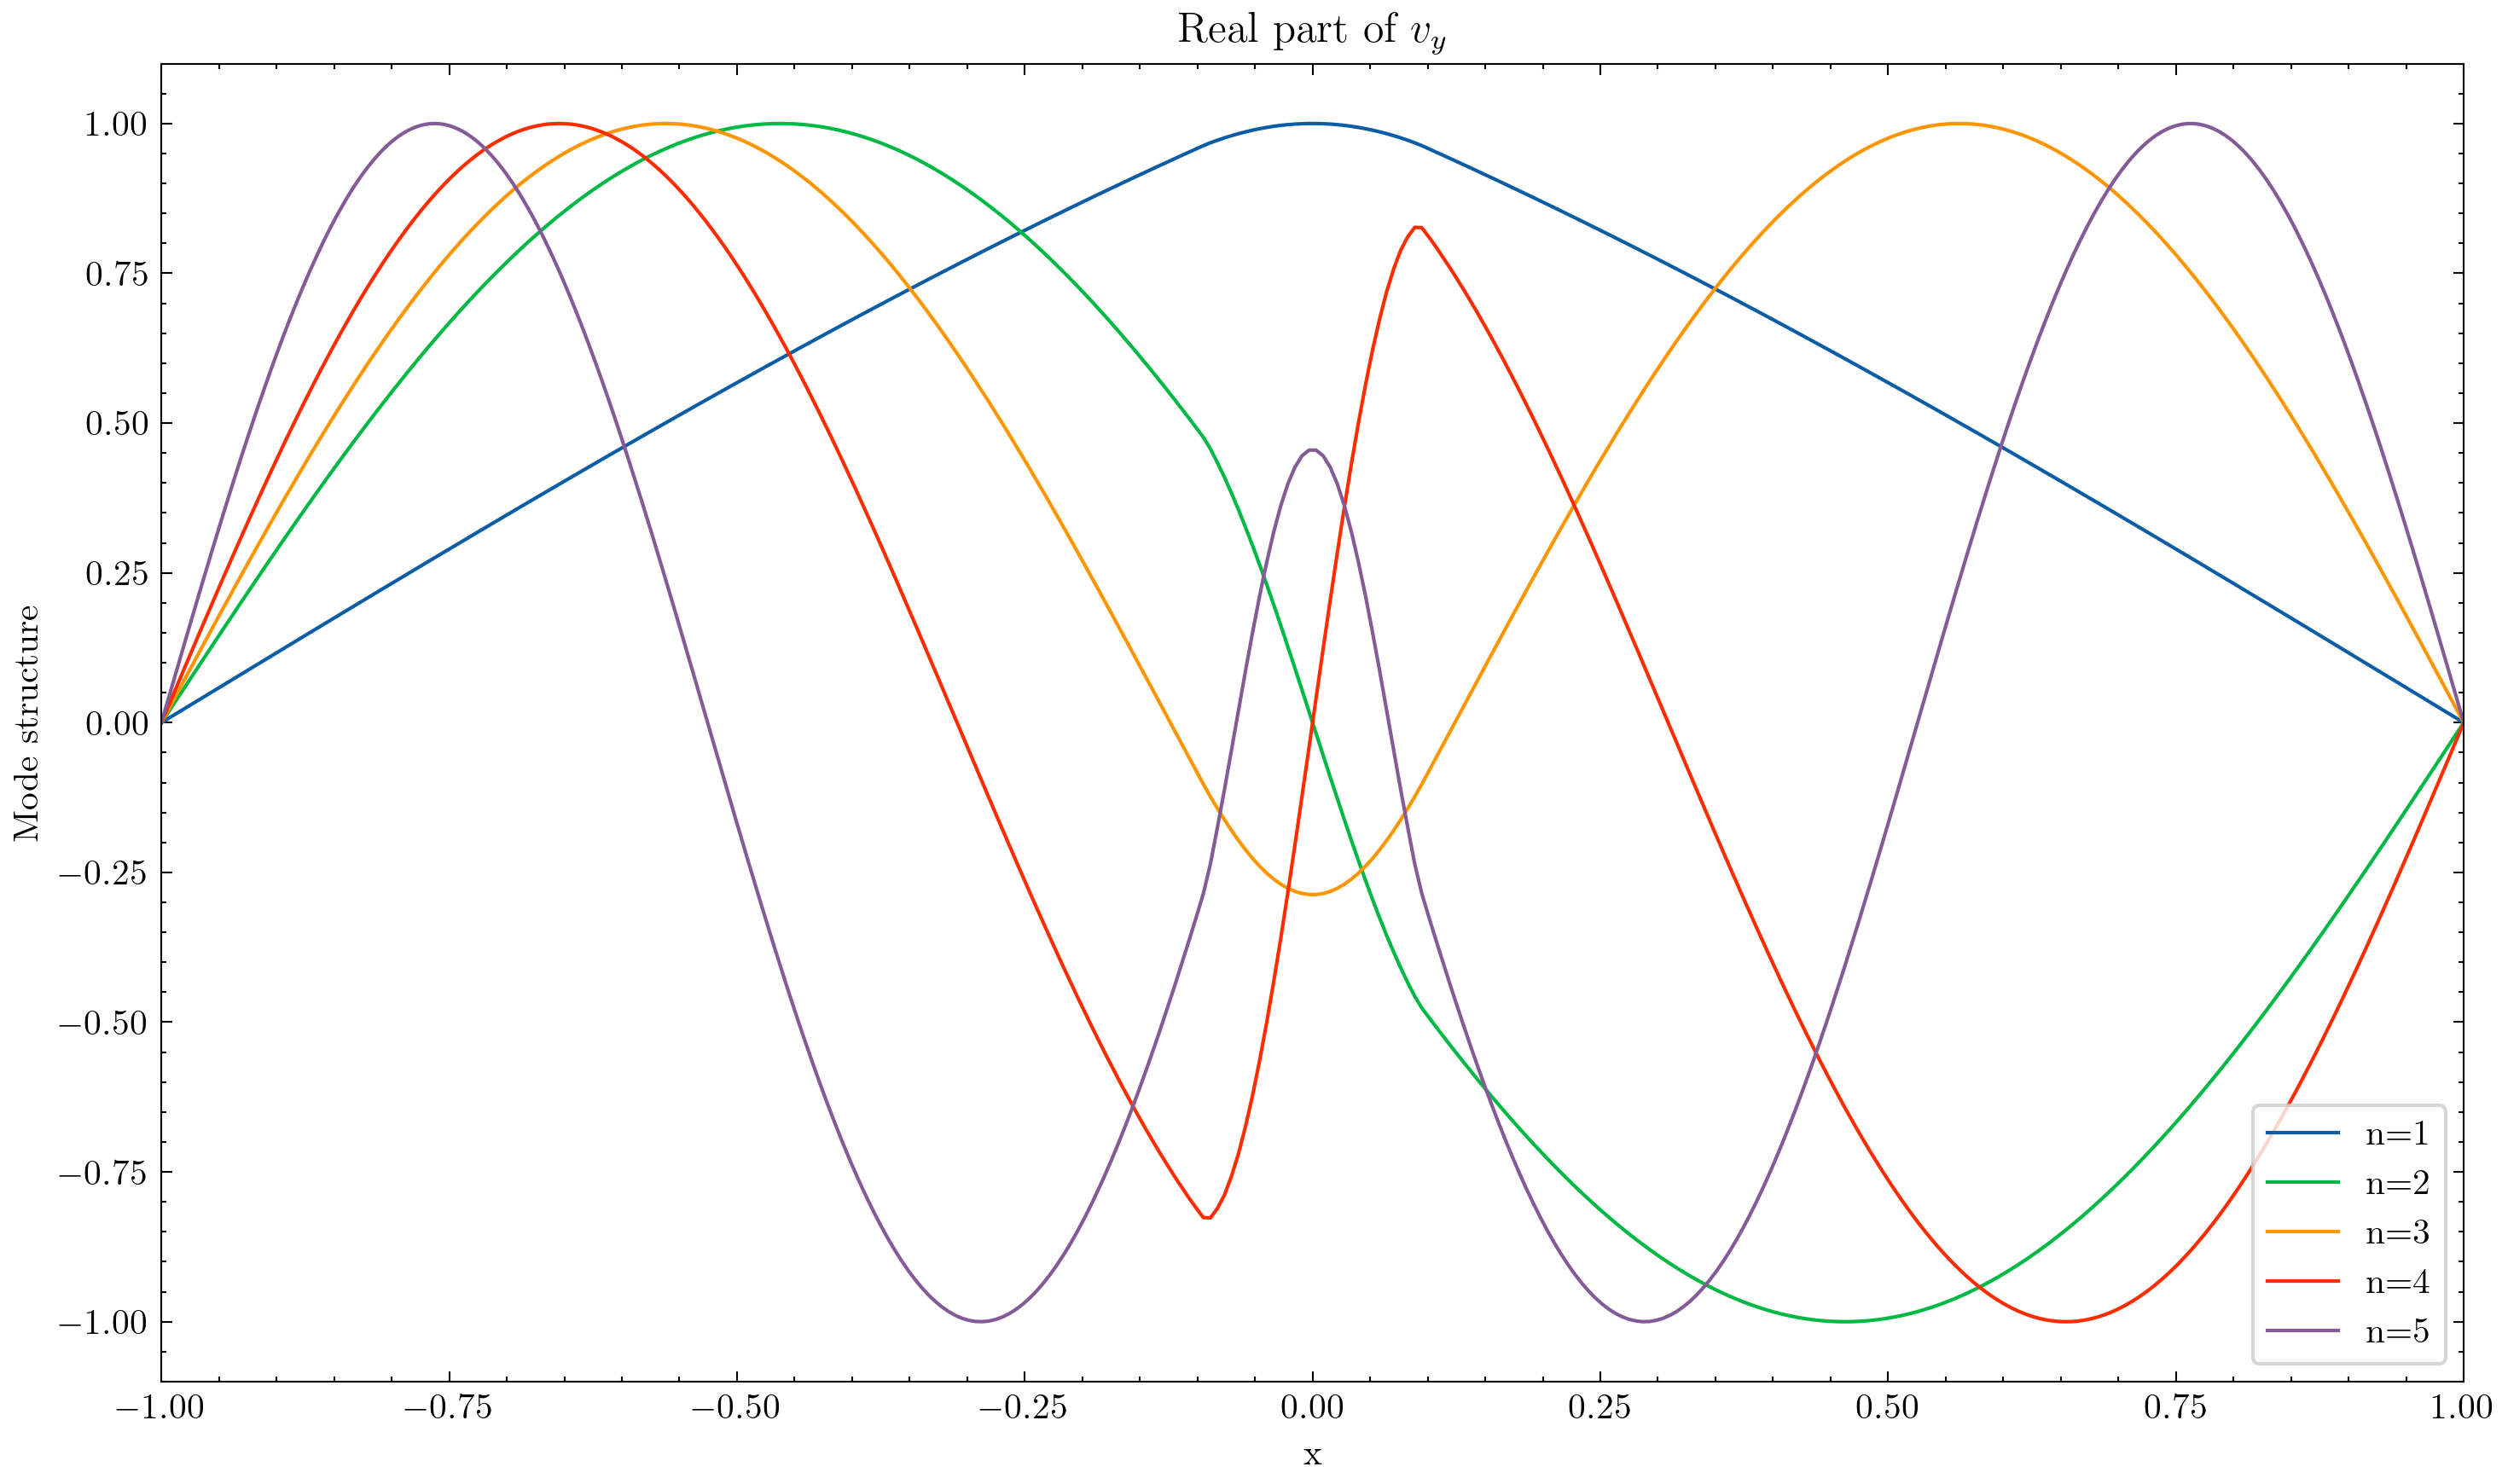 Real part of v_y
Mode structure
1.00
0.75
0.50
0.25
0.00
−0.25
−0.50
−0.75
−1.00
n=1
n=2
n=3
n=4
n=5
−1.00 −0.75 −0.50 −0.25 0.00 0.25 0.50 0.75 1.00
x